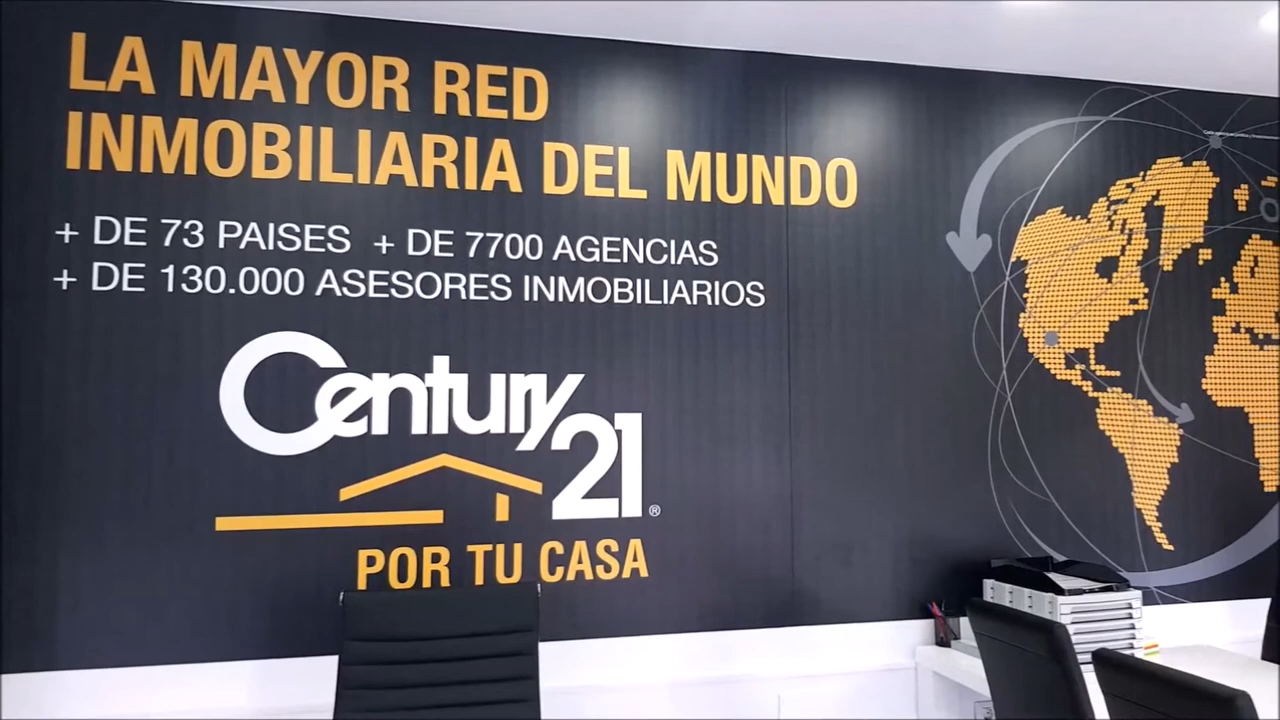 LA MAYOR RED
INMOBILIARIA DEL MUNDO
+ DE 73 PAISES + DE 7700 AGENCIAS
+ DE 130.000 ASESORES INMOBILIARIOS
Century
21®
POR TU CASA